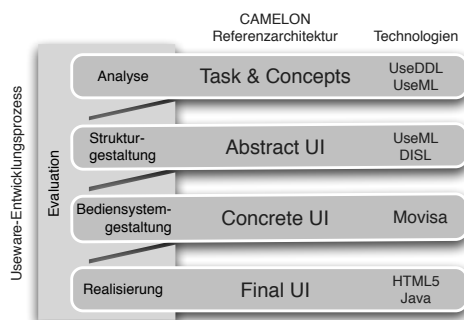 CAMELON
Referenzarchitektur
Technologien
Useware-Entwicklungsprozess
Evaluation
Analyse
Task & Concepts
UseDDL
UseML
Struktur-
gestaltung
Abstract UI
UseML
DISL
Bediensystem-
gestaltung
Concrete UI
Movisa
Realisierung
Final UI
HTML5
Java